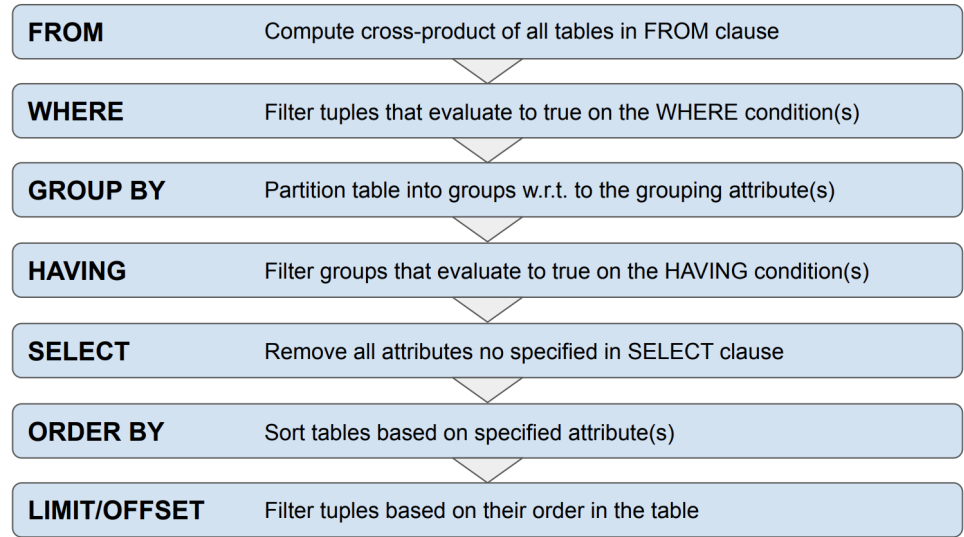 FROM Compute cross-product of all tables in FROM clause
WHERE Filter tuples that evaluate to true on the WHERE condition(s)
GROUP BY Partition table into groups w.r.t. to the grouping attribute(s)
HAVING Filter groups that evaluate to true on the HAVING condition(s)
SELECT Remove all attributes no specified in SELECT clause
ORDER BY Sort tables based on specified attribute(s)
LIMIT/OFFSET Filter tuples based on their order in the table